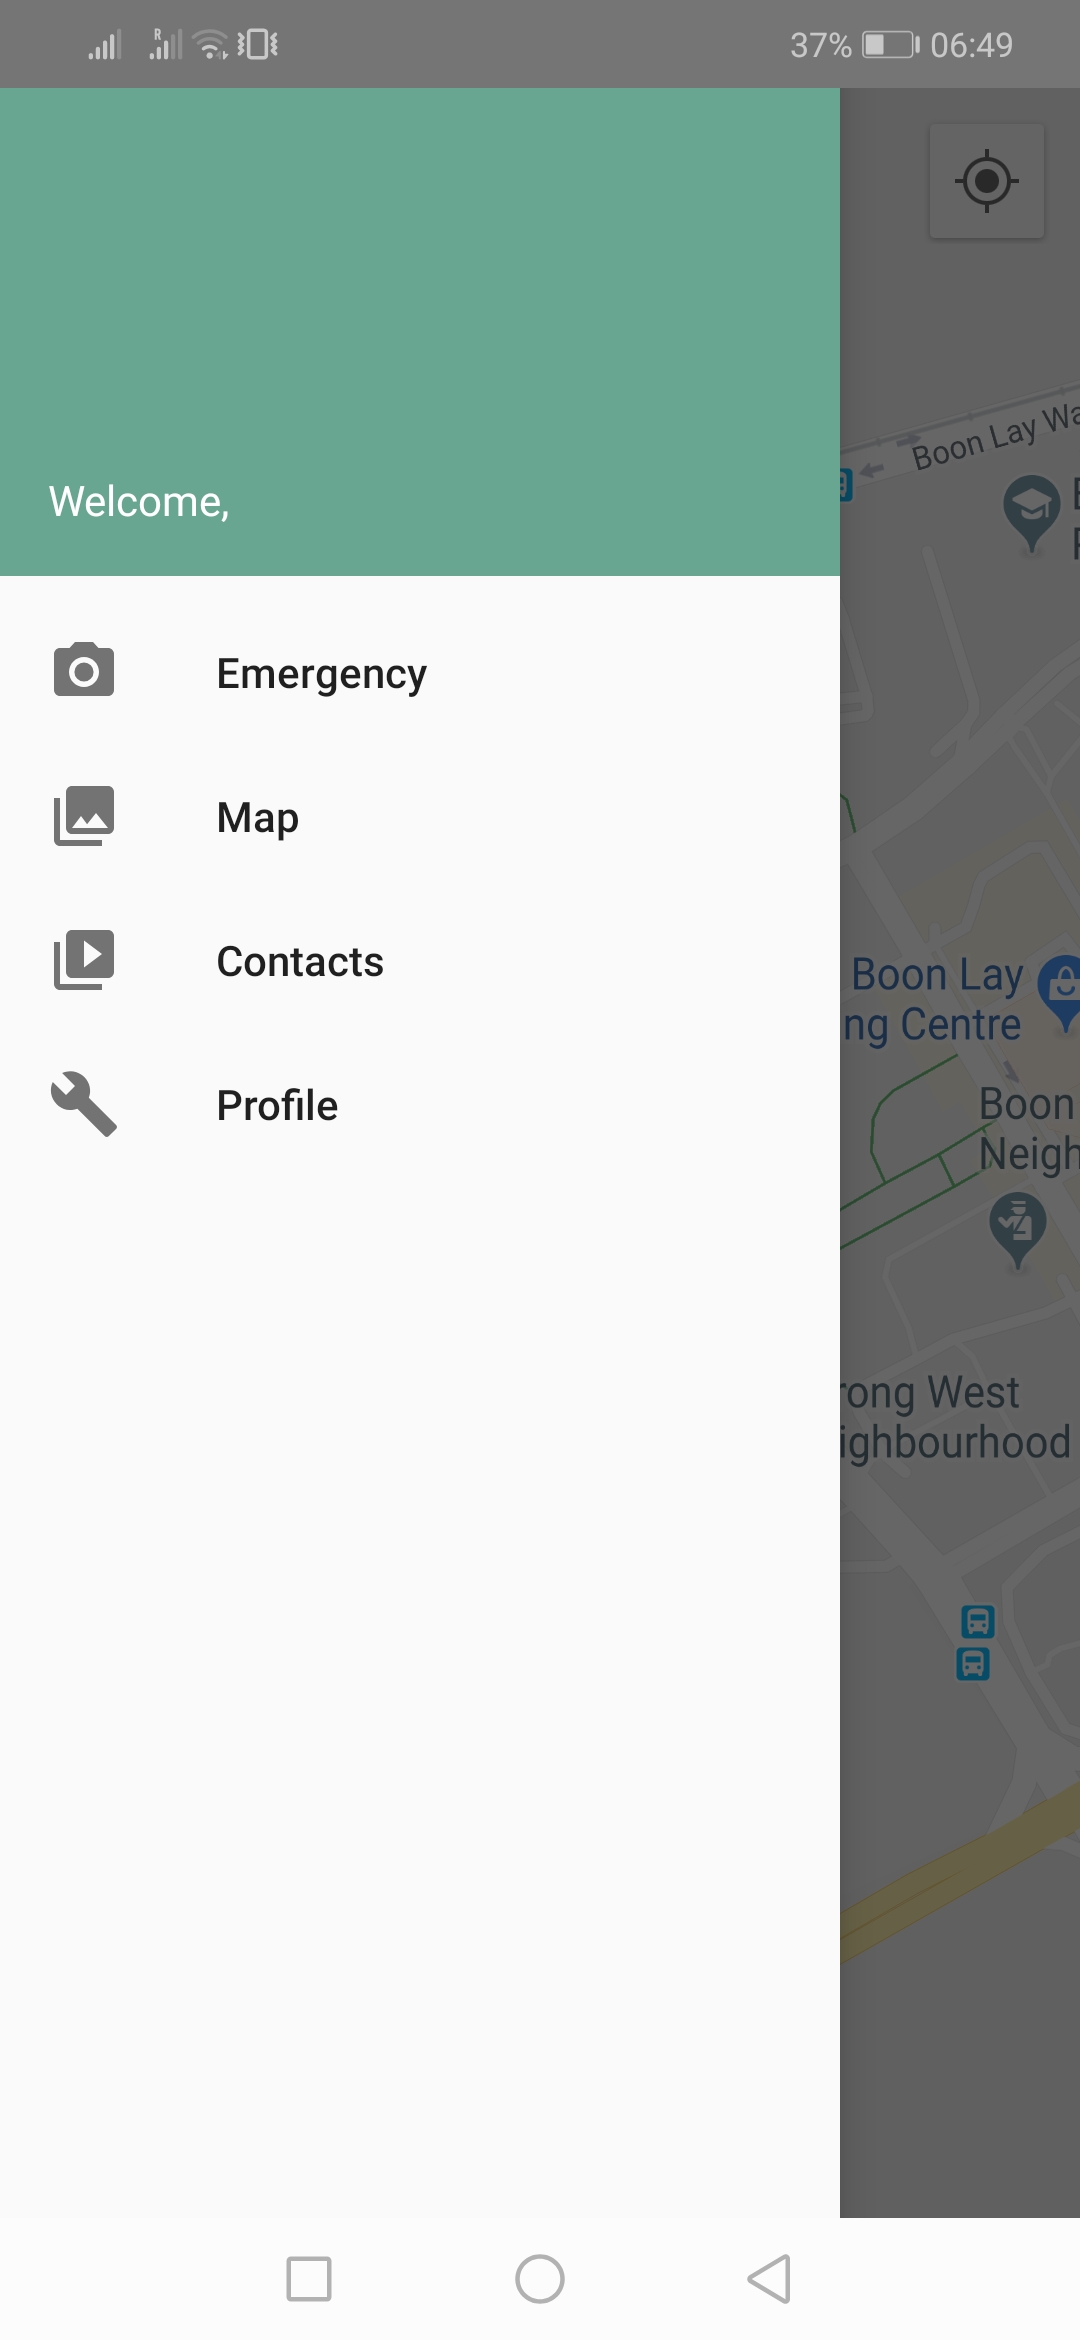 R
37% 06:49
Boon Lay Wa
Welcome,
Emergency
Map
Contacts
Boon Lay
ng Centre
Boon
Neigh
Profile
rong West
ighbourhood